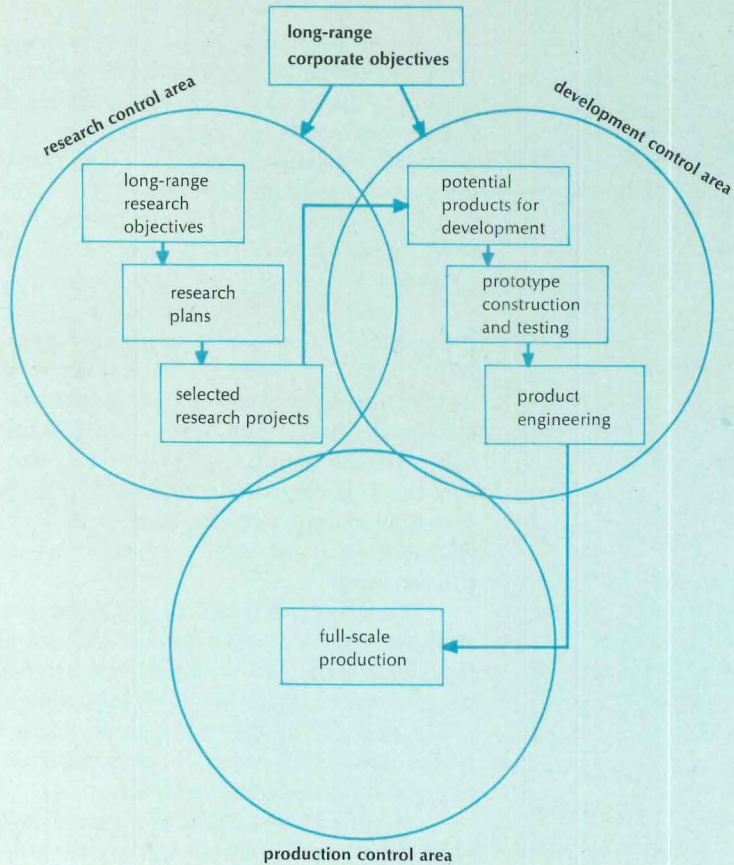 long-range
corporate objectives
research control area
development control area
long-range
research
objectives
potential
products for
development
research
plans
prototype
construction
and testing
selected
research projects
product
engineering
full-scale
production
production control area